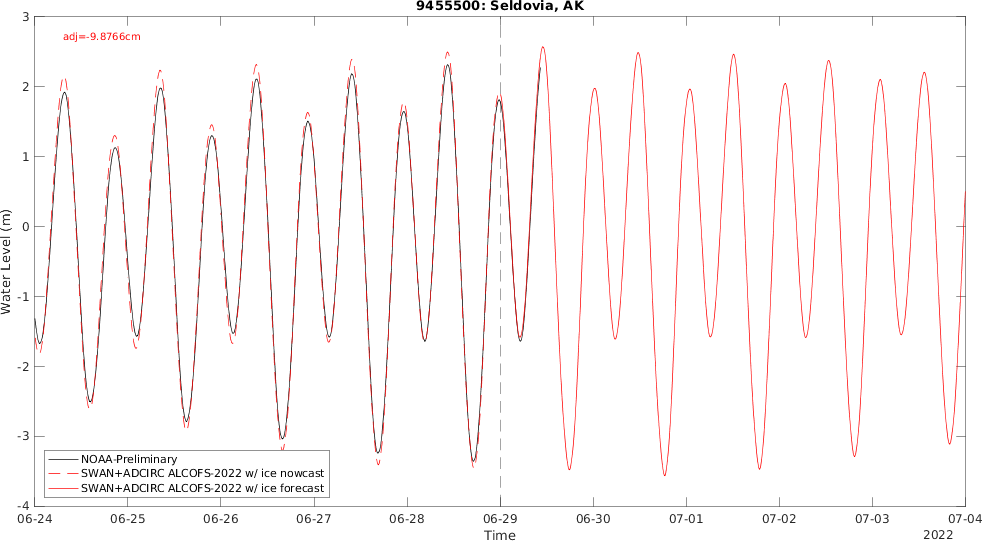 9455500: Seldovia, AK
adj=-9.8766cm
3
2
1
0
-1
-2
-3
-4
Water Level (m)
NOAA-Preliminary
SWAN+ADCIRC ALCOFS-2022 w/ ice nowcast
SWAN+ADCIRC ALCOFS-2022 w/ ice forecast
06-24 06-25 06-26 06-27 06-28 06-29 06-30 07-01 07-02 07-03 07-04
Time
2022